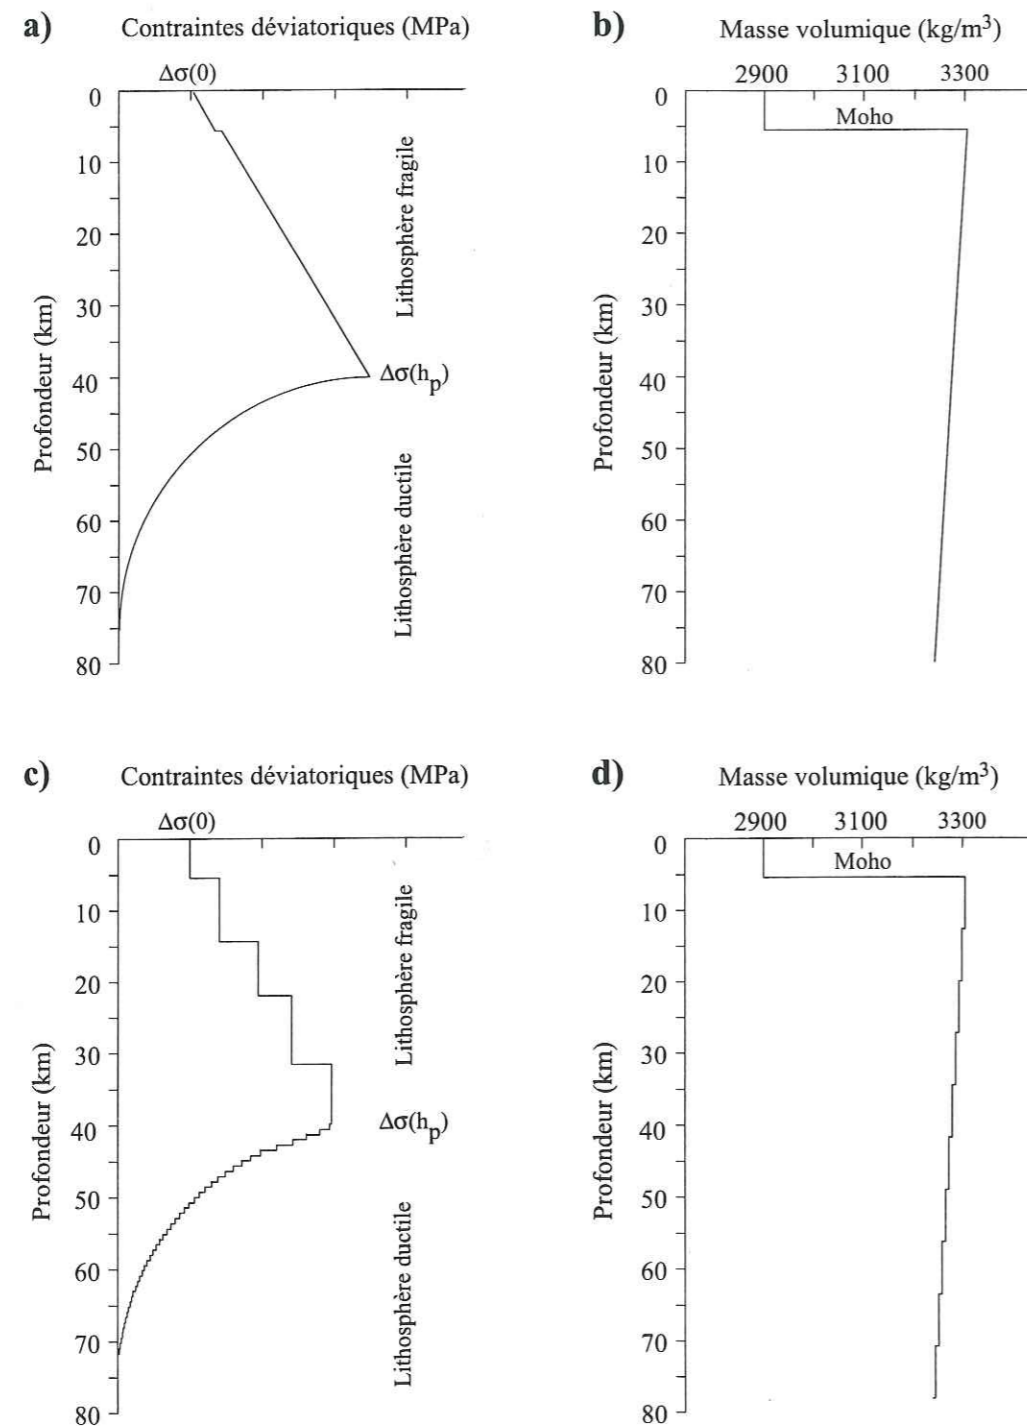 a) Contraintes déviatoriques (MPa)
Δσ(0)
0
10
20
30
40
50
60
70
80
Profondeur (km)
Lithosphère fragile
Δσ(hp)
Lithosphère ductile
b) Masse volumique (kg/m3)
2900 3100 3300
Moho
0
10
20
30
40
50
60
70
80
Profondeur (km)
c) Contraintes déviatoriques (MPa)
Δσ(0)
0
10
20
30
40
50
60
70
80
Profondeur (km)
Lithosphère fragile
Δσ(hp)
Lithosphère ductile
d) Masse volumique (kg/m3)
2900 3100 3300
Moho
0
10
20
30
40
50
60
70
80
Profondeur (km)